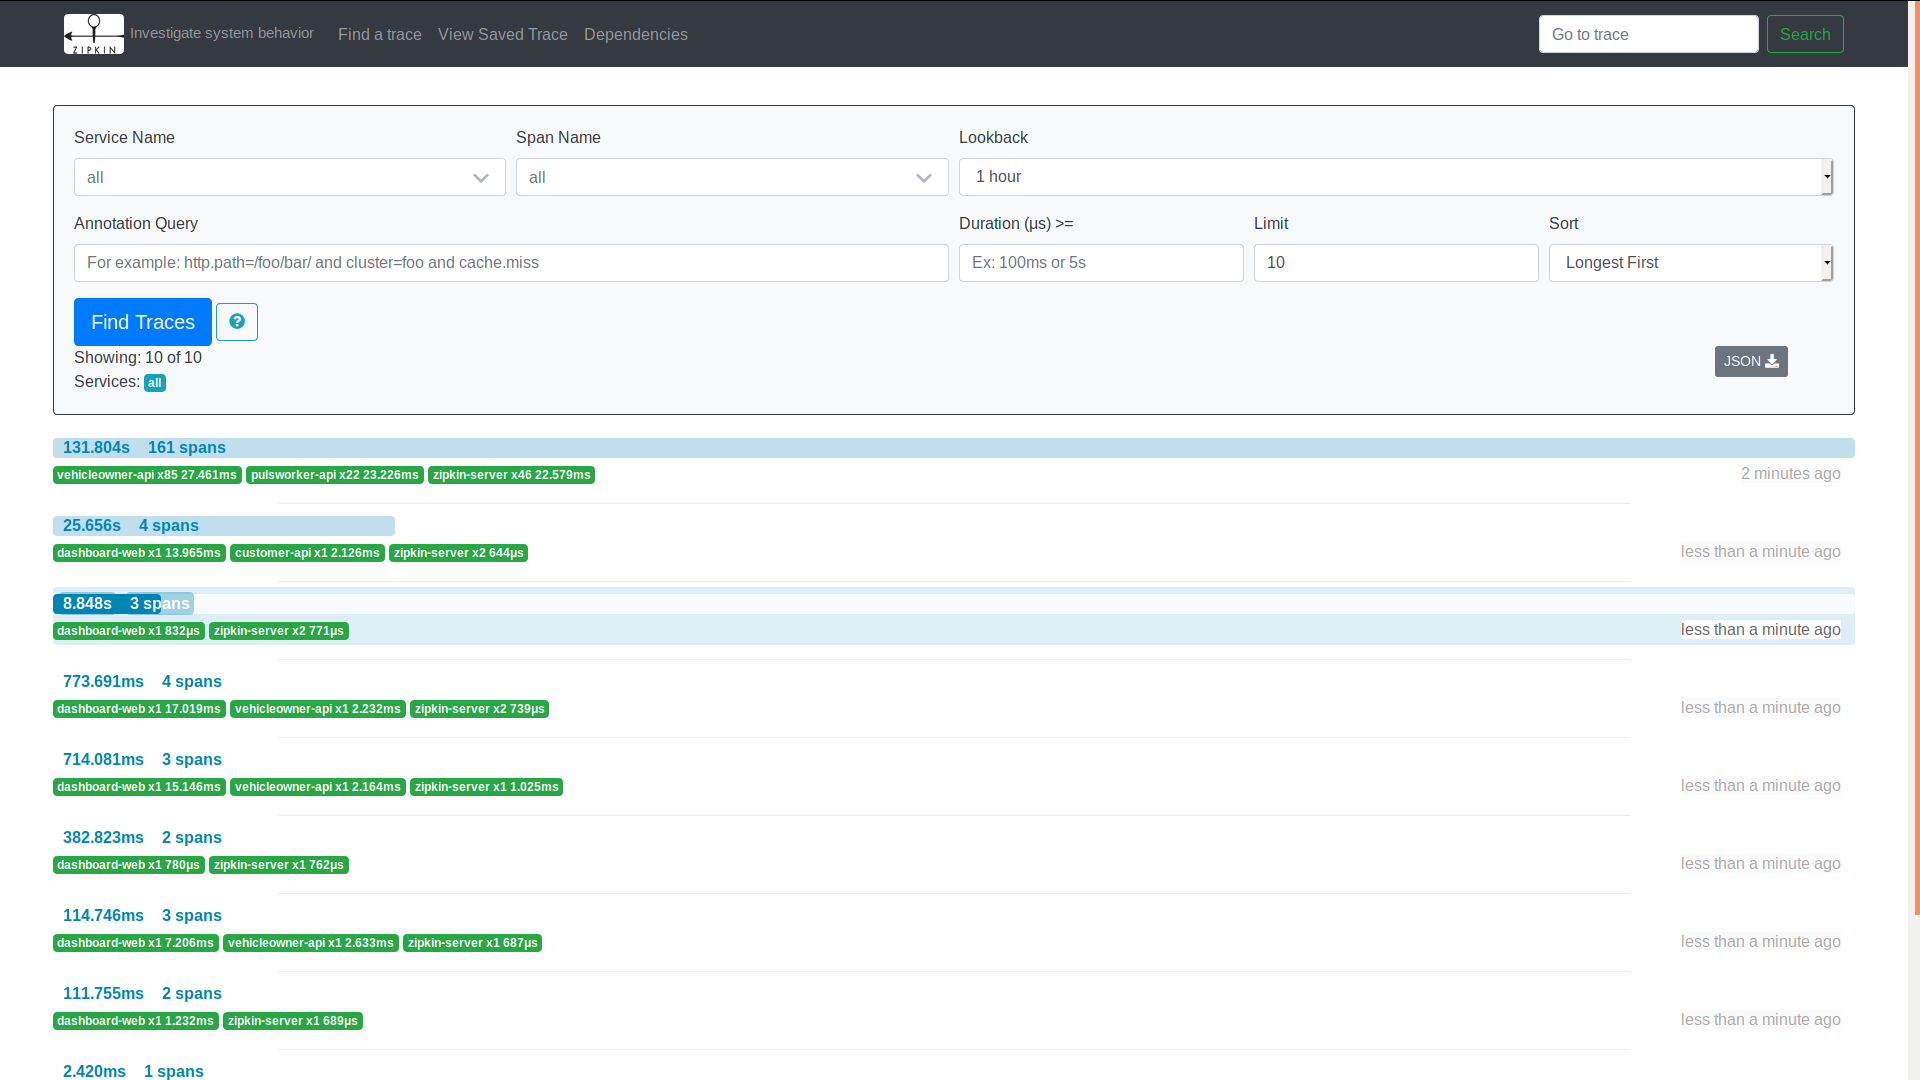 ZIPKIN Investigate system behavior Find a trace View Saved Trace Dependencies Go to trace Search
Service Name Span Name Lookback
all all 1 hour
Annotation Query Duration (μs) >= Limit Sort
For example: http.path=/foo/bar/ and cluster=foo and cache.miss Ex: 100ms or 5s 10 Longest First
Find Traces ?
Showing: 10 of 10
JSON
Services: all
131.804s 161 spans
vehicleowner-api x85 27.461ms pulsworker-api x22 23.226ms zipkin-server x46 22.579ms 2 minutes ago
25.656s 4 spans
dashboard-web x1 13.965ms customer-api x1 2.126ms zipkin-server x2 644μs less than a minute ago
8.848s 3 spans
dashboard-web x1 832μs zipkin-server x2 771μs less than a minute ago
773.691ms 4 spans
dashboard-web x1 17.019ms vehicleowner-api x1 2.232ms zipkin-server x2 739μs less than a minute ago
714.081ms 3 spans
dashboard-web x1 15.146ms vehicleowner-api x1 2.164ms zipkin-server x1 1.025ms less than a minute ago
382.823ms 2 spans
dashboard-web x1 780μs zipkin-server x1 762μs less than a minute ago
114.746ms 3 spans
dashboard-web x1 7.206ms vehicleowner-api x1 2.633ms zipkin-server x1 687μs less than a minute ago
111.755ms 2 spans
dashboard-web x1 1.232ms zipkin-server x1 689μs less than a minute ago
2.420ms 1 spans